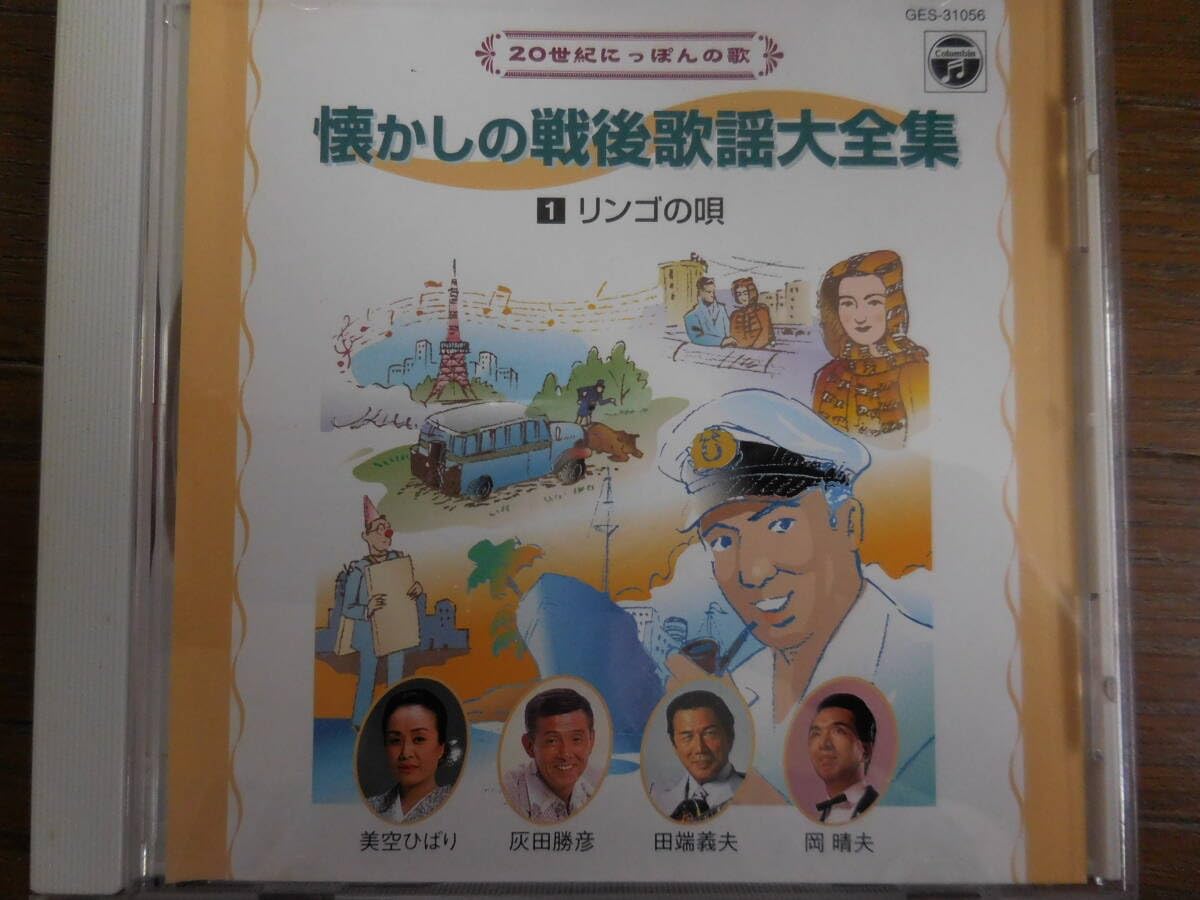 GES-31056
Columbia
20世紀にっぽんの歌
懐かしの戦後歌謡大全集
1 リンゴの唄
美空ひばり 灰田勝彦 田端義夫 岡 晴夫